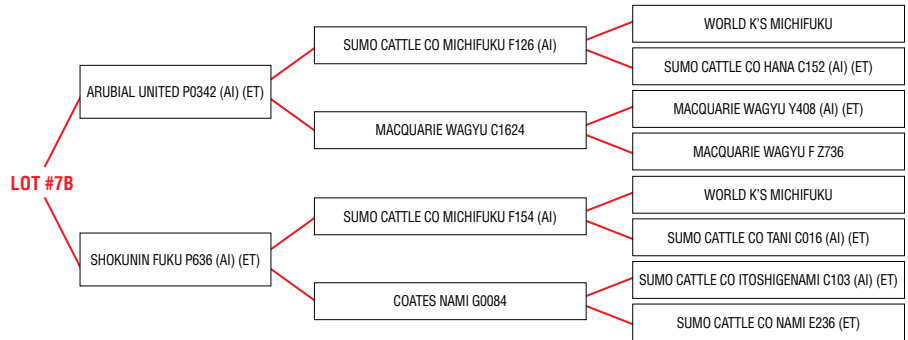 WORLD K'S MICHIFUKU
SUMO CATTLE CO MICHIFUKU F126 (AI)
SUMO CATTLE CO HANA C152 (AI) (ET)
ARUBIAL UNITED P0342 (AI) (ET)
MACQUARIE WAGYU Y408 (AI) (ET)
MACQUARIE WAGYU C1624
MACQUARIE WAGYU F Z736
LOT #7B
WORLD K'S MICHIFUKU
SUMO CATTLE CO MICHIFUKU F154 (AI)
SUMO CATTLE CO TANI C016 (AI) (ET)
SHOKUNIN FUKU P636 (AI) (ET)
SUMO CATTLE CO ITOSHIGENAMI C103 (AI) (ET)
COATES NAMI G0084
SUMO CATTLE CO NAMI E236 (ET)